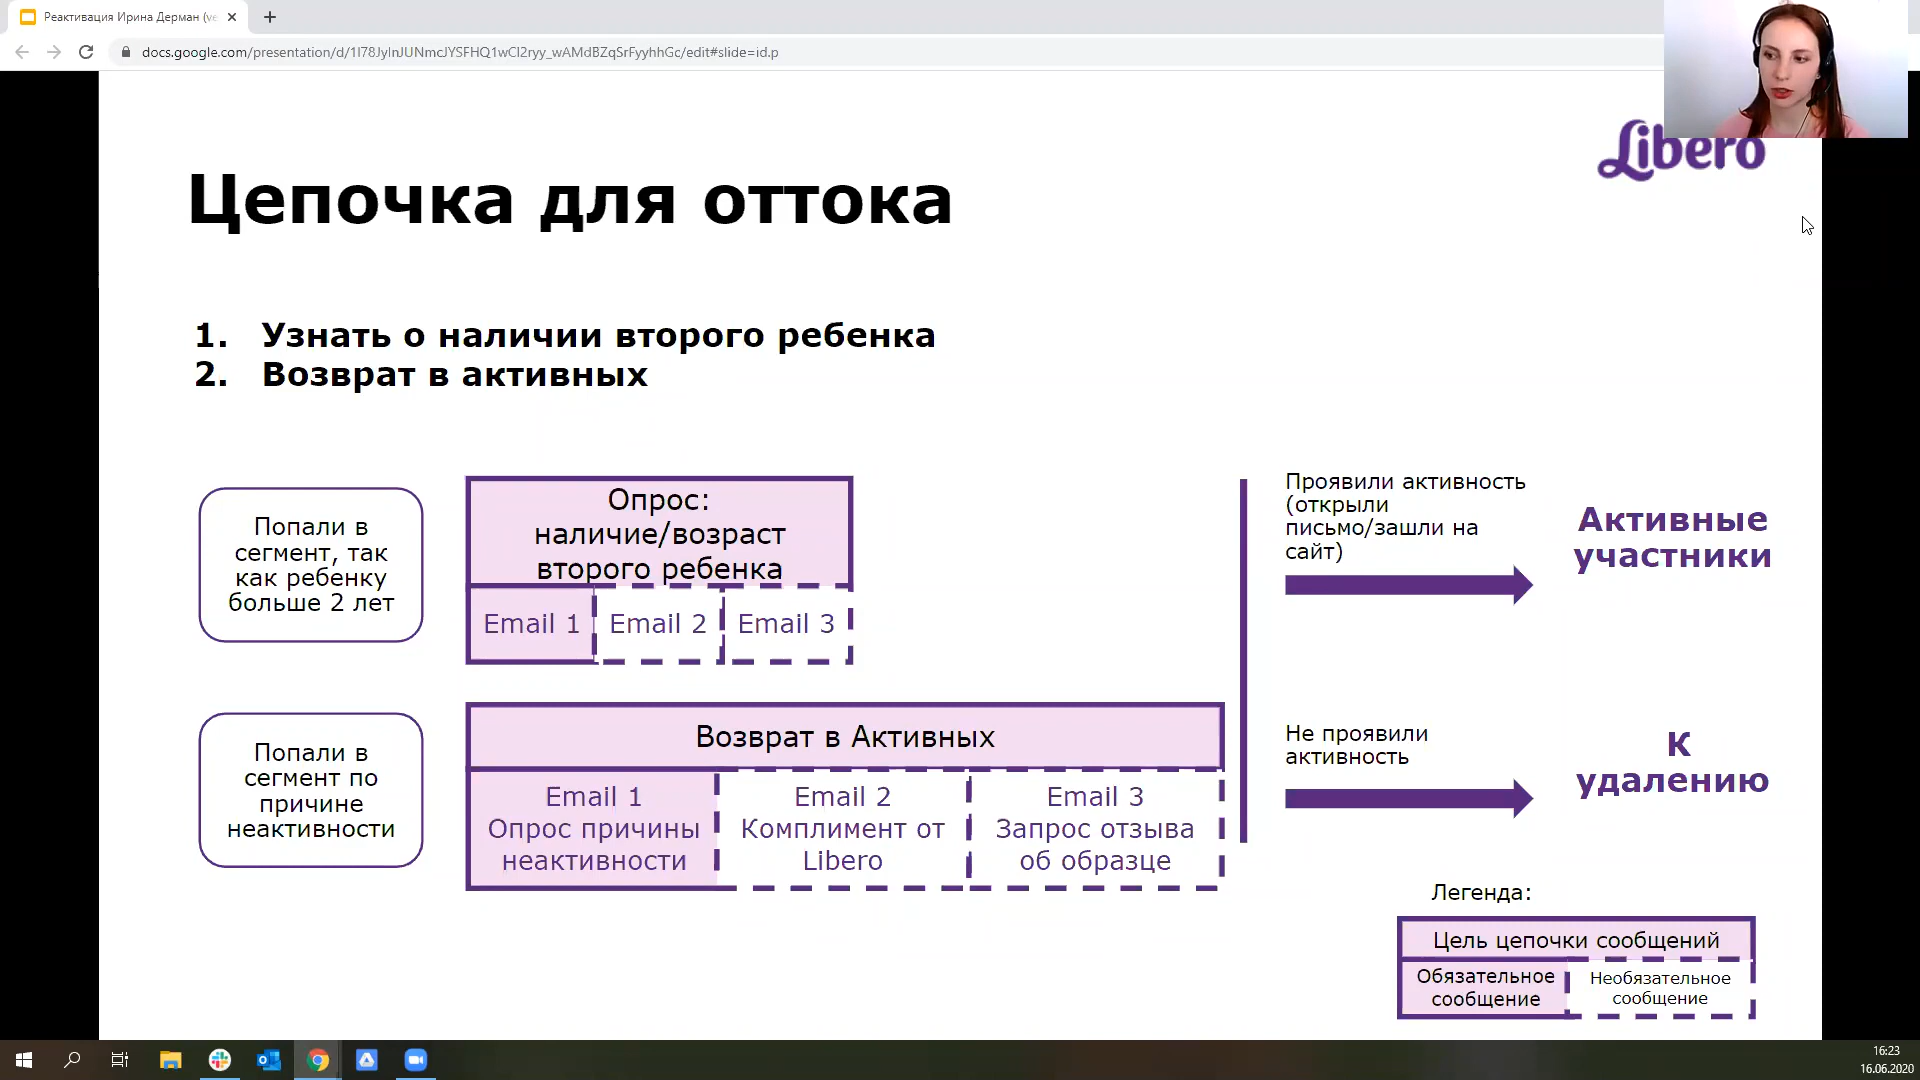 Реактивация Ирина Дерман (ve
docs.google.com/presentation/d/
Libero
Цепочка для оттока
1. Узнать о наличии второго ребенка
2. Возврат в активных
Попали в
сегмент, так
как ребенку
больше 2 лет
Опрос:
наличие/возраст
второго ребенка
Email 1
Email 2
Email 3
Попали в
сегмент по
причине
неактивности
Возврат в Активных
Email 1
Опрос причины
неактивности
Email 2
Комплимент от
Libero
Email 3
Запрос отзыва
об образце
Проявили активность
(открыли
письмо/зашли на
сайт)
Активные
участники
Не проявили
активность
К
удалению
Легенда:
Цель цепочки сообщений
Обязательное
сообщение
Необязательное
сообщение
16:23
16.06.2020